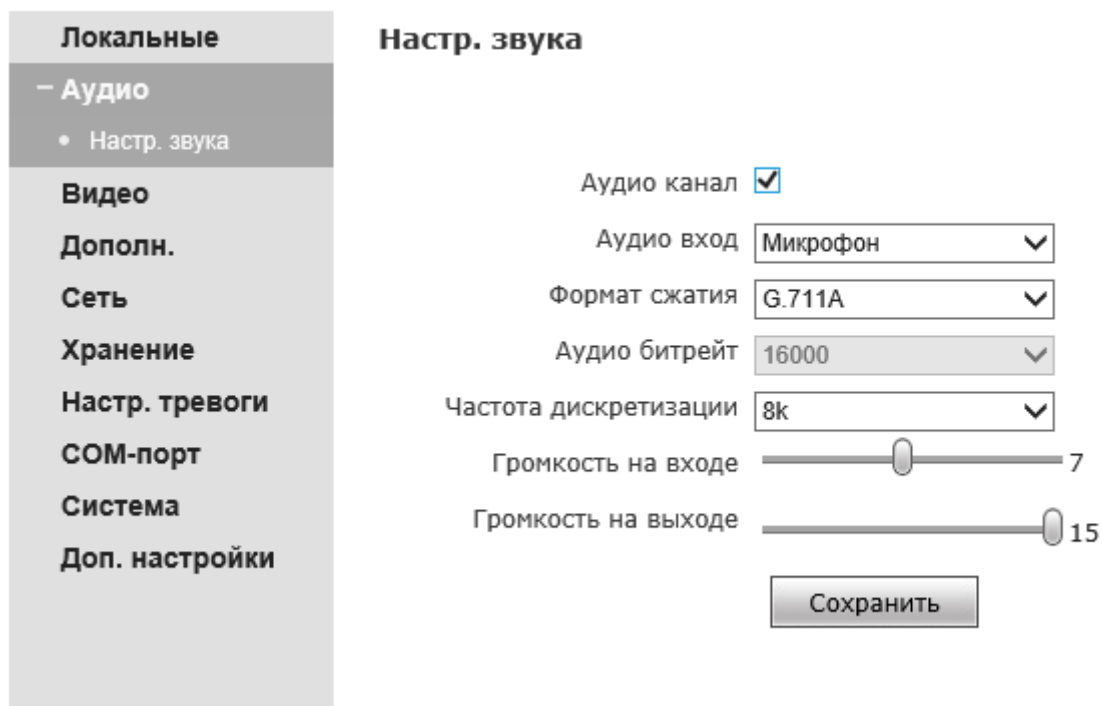 Локальные
Аудио
Настр. звука
Видео
Дополн.
Сеть
Хранение
Настр. тревоги
COM-порт
Система
Доп. настройки
Настр. звука
Аудио канал
Аудио вход Микрофон
Формат сжатия G.711A
Аудио битрейт 16000
Частота дискретизации 8k
Громкость на входе 7
Громкость на выходе 15
Сохранить